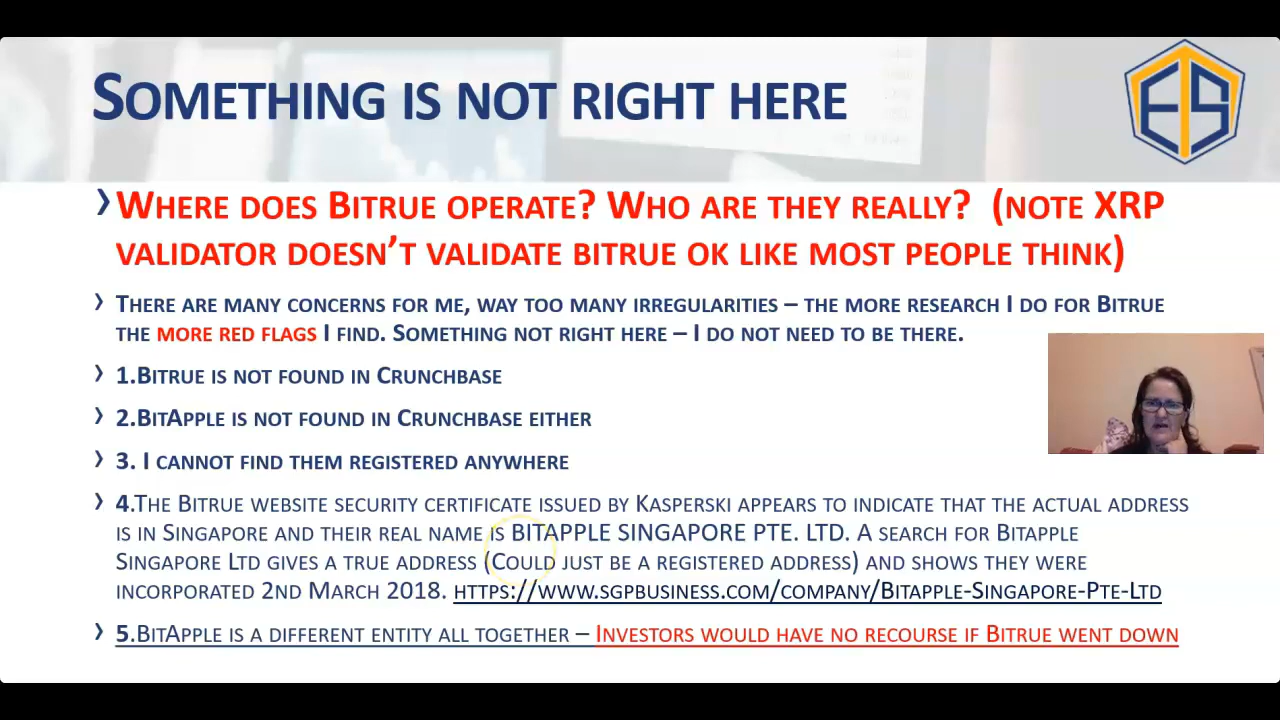 SOMETHING IS NOT RIGHT HERE
ETS
› WHERE DOES BITRUE OPERATE? WHO ARE THEY REALLY? (NOTE XRP
VALIDATOR DOESN'T VALIDATE BITRUE OK LIKE MOST PEOPLE THINK)
› THERE ARE MANY CONCERNS FOR ME, WAY TOO MANY IRREGULARITIES – THE MORE RESEARCH I DO FOR BITRUE
THE MORE RED FLAGS I FIND. SOMETHING NOT RIGHT HERE – I DO NOT NEED TO BE THERE.
› 1.BITRUE IS NOT FOUND IN CRUNCHBASE
› 2.BITAPPLE IS NOT FOUND IN CRUNCHBASE EITHER
› 3. I CANNOT FIND THEM REGISTERED ANYWHERE
› 4.THE BITRUE WEBSITE SECURITY CERTIFICATE ISSUED BY KASPERSKI APPEARS TO INDICATE THAT THE ACTUAL ADDRESS
IS IN SINGAPORE AND THEIR REAL NAME IS BITAPPLE SINGAPORE PTE. LTD. A SEARCH FOR BITAPPLE
SINGAPORE LTD GIVES A TRUE ADDRESS (COULD JUST BE A REGISTERED ADDRESS) AND SHOWS THEY WERE
INCORPORATED 2ND MARCH 2018. HTTPS://WWW.SGPBUSINESS.COM/COMPANY/BITAPPLE-SINGAPORE-PTE-LTD
› 5.BITAPPLE IS A DIFFERENT ENTITY ALL TOGETHER – INVESTORS WOULD HAVE NO RECOURSE IF BITRUE WENT DOWN